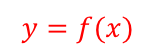 y = f(x)